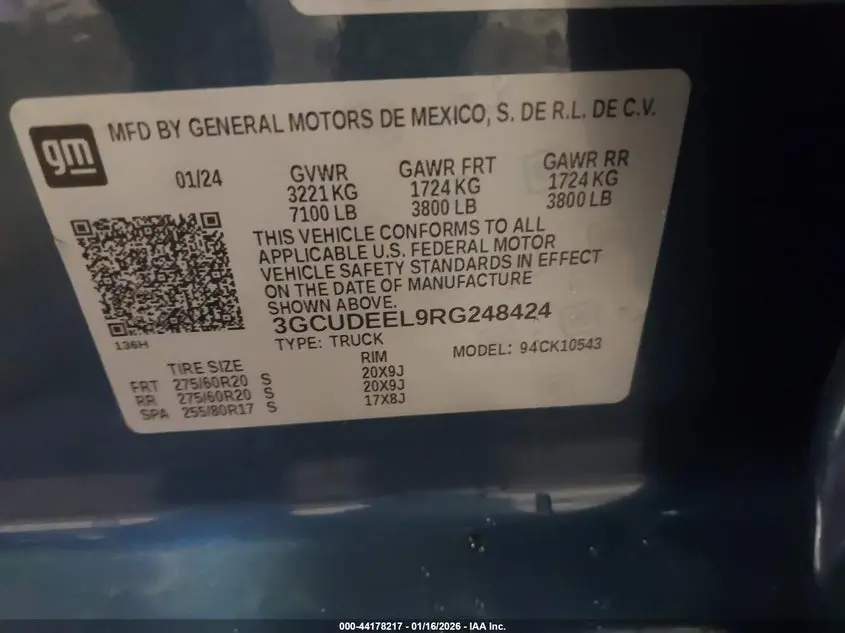 gm
MFD BY GENERAL MOTORS DE MEXICO, S. DE R.L. DE C.V.
01/24 GVWR GAWR FRT GAWR RR
3221 KG 1724 KG 1724 KG
7100 LB 3800 LB 3800 LB
THIS VEHICLE CONFORMS TO ALL
APPLICABLE U.S. FEDERAL MOTOR
VEHICLE SAFETY STANDARDS IN EFFECT
ON THE DATE OF MANUFACTURE
SHOWN ABOVE.
3GCUDEEL9RG248424
136H
TYPE: TRUCK MODEL: 94CK10543
TIRE SIZE RIM
FRT 275/60R20 S 20X9J
RR 275/60R20 S 20X9J
SPA 255/80R17 S 17X8J
000-44178217 - 01/16/2026 - IAA Inc.